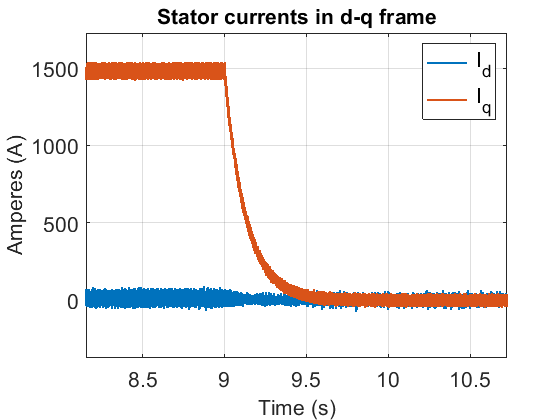 Stator currents in d-q frame
I_d
I_q
Amperes (A)
1500
1000
500
0
8.5 9 9.5 10 10.5
Time (s)